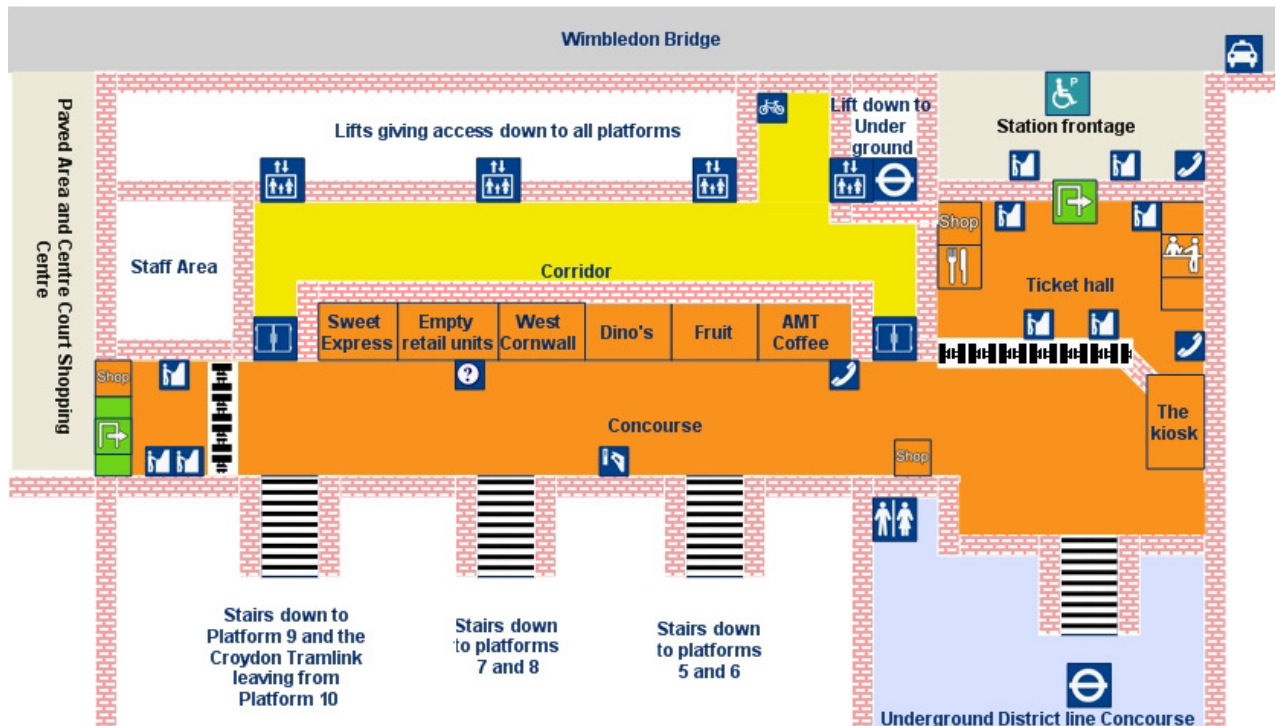 Wimbledon Bridge
Paved Area and Centre Court Shopping
Centre
P
Lifts giving access down to all platforms
Lift down to
Under
ground
Station frontage
Staff Area
Corridor
Shop
Ticket hall
Sweet
Express
Empty
retail units
West
Cornwall
Dino's
Fruit
AMT
Coffee
Shop
?
Concourse
The
kiosk
Shop
Stairs down to
Platform 9 and the
Croydon Tramlink
leaving from
Platform 10
Stairs down
to platforms
7 and 8
Stairs down
to platforms
5 and 6
Underground District line Concourse